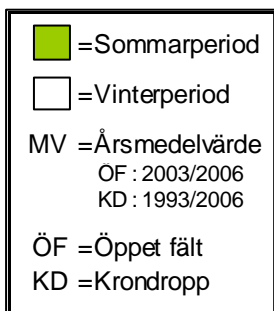 =Sommarperiod
=Vinterperiod
MV =Årsmedelvärde
ÖF : 2003/2006
KD : 1993/2006
ÖF =Öppet fält
KD =Krondropp